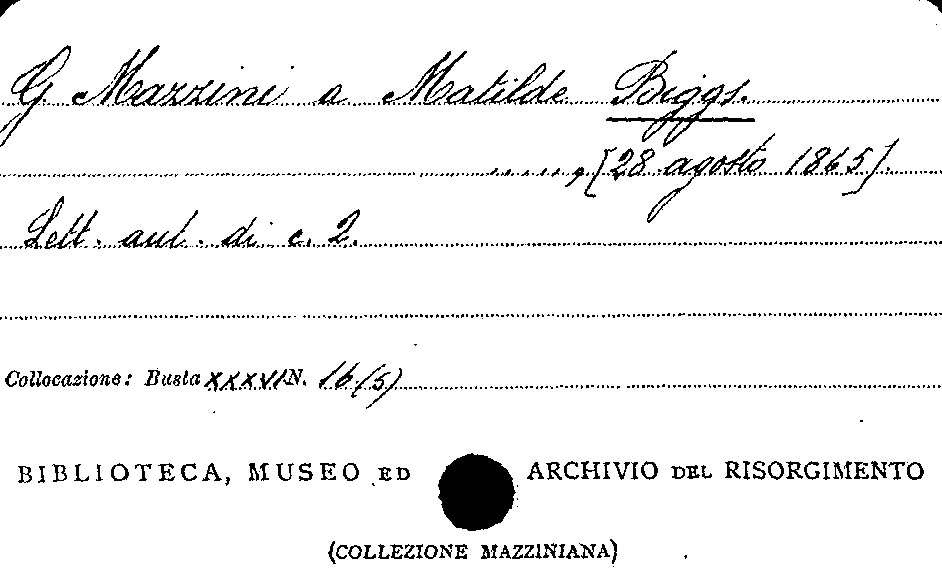 G Mazzini a Matilde Biggs.
....., [28 agosto 1865].
Lett. aut. di c. 2.
Collocazione: Busta XXXVI N. 16 (5)
BIBLIOTECA, MUSEO ED ARCHIVIO DEL RISORGIMENTO
(COLLEZIONE MAZZINIANA)